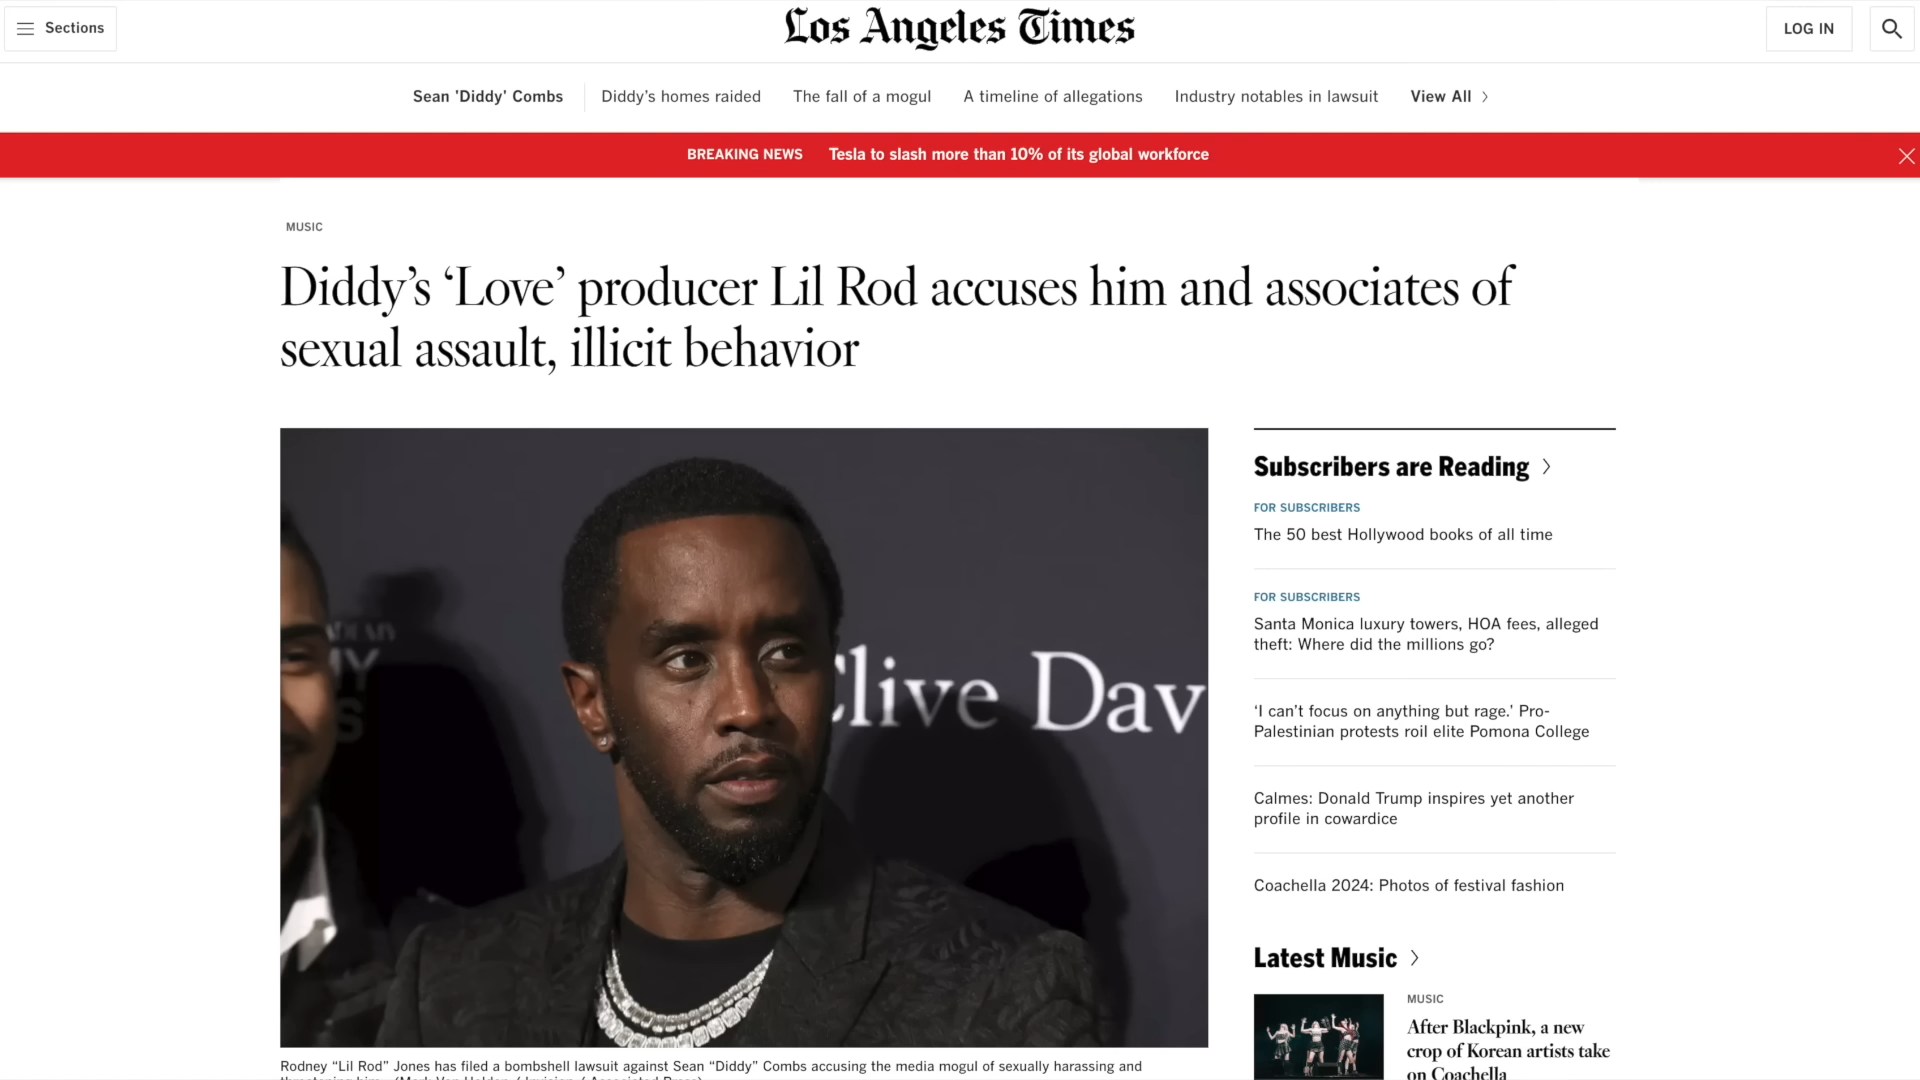 Sections
Los Angeles Times
LOG IN
Sean 'Diddy' Combs
Diddy’s homes raided
The fall of a mogul
A timeline of allegations
Industry notables in lawsuit
View All
BREAKING NEWS
Tesla to slash more than 10% of its global workforce
MUSIC
Diddy’s ‘Love’ producer Lil Rod accuses him and associates of
sexual assault, illicit behavior
Clive Dav
Rodney “Lil Rod” Jones has filed a bombshell lawsuit against Sean “Diddy” Combs accusing the media mogul of sexually harassing and
Subscribers are Reading
FOR SUBSCRIBERS
The 50 best Hollywood books of all time
FOR SUBSCRIBERS
Santa Monica luxury towers, HOA fees, alleged
theft: Where did the millions go?
‘I can’t focus on anything but rage.’ Pro-
Palestinian protests roil elite Pomona College
Calmes: Donald Trump inspires yet another
profile in cowardice
Coachella 2024: Photos of festival fashion
Latest Music
MUSIC
After Blackpink, a new
crop of Korean artists take
on Coachella